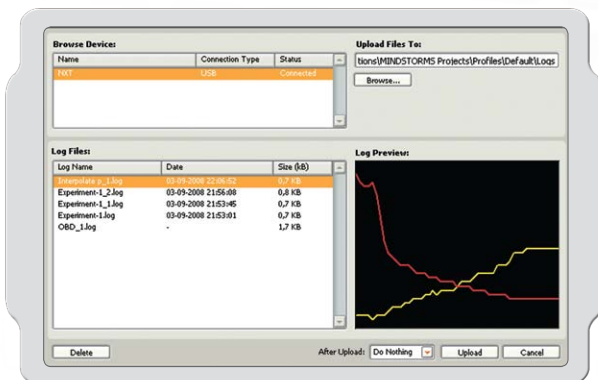 Browse Device:
Name Connection Type Status
NXT USB Connected
Upload Files To:
tions\MINDSTORMS Projects\Profiles\Default\Logs
Browse...
Log Files:
Log Name Date Size (kB)
Interpolate p_1.log 03-09-2008 22:06:52 0,7 KB
Experiment-1_2.log 03-09-2008 21:56:08 0,8 KB
Experiment-1_1.log 03-09-2008 21:53:45 0,7 KB
Experiment-1.log 03-09-2008 21:53:01 0,7 KB
OBD_1.log - 1,7 KB
Log Preview:
Delete
After Upload: Do Nothing Upload Cancel